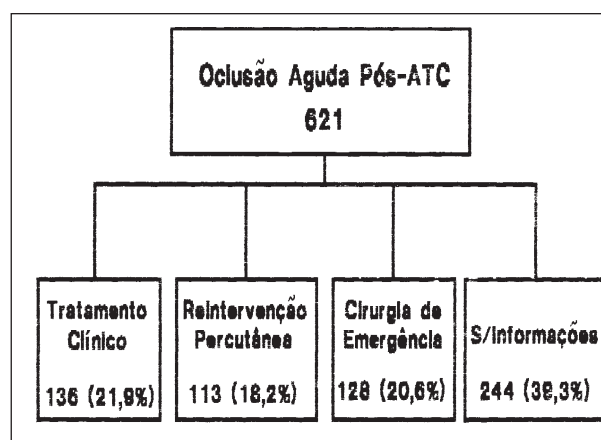 Oclusão Aguda Pós-ATC
621
Tratamento
Clínico
136 (21,9%)
Reintervenção
Percutânea
113 (18,2%)
Cirurgia de
Emergência
128 (20,6%)
S/Informações
244 (39,3%)